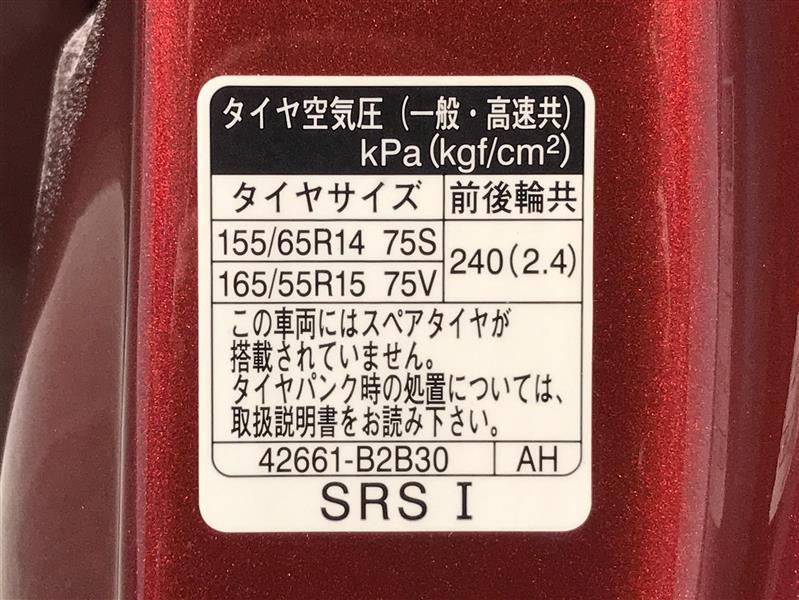 タイヤ空気圧（一般・高速共）
kPa(kgf/cm²)
タイヤサイズ 前後輪共
155/65R14 75S
240(2.4)
165/55R15 75V
この車両にはスペアタイヤが
搭載されていません。
タイヤパンク時の処置については、
取扱説明書をお読み下さい。
42661-B2B30 AH
SRS I